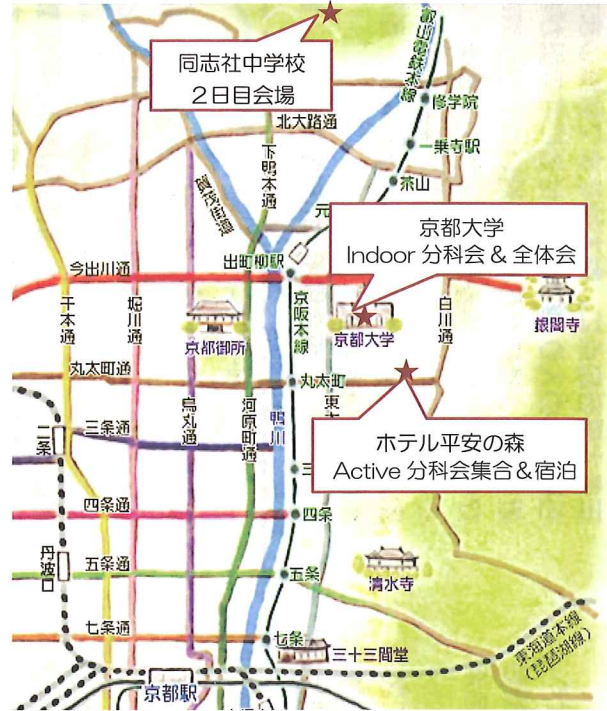 同志社中学校
2日目会場
叡山電鉄本線
修学院
北大路通
一乗寺駅
下鴨本通
茶山
賀茂街道
元
京都大学
Indoor 分科会 & 全体会
出町柳駅
今出川通
千本通
堀川通
京阪本線
京都御所
京都大学
白川通
銀閣寺
丸太町通
丸太町
烏丸通
河原町通
鴨川
東大
ホテル平安の森
Active 分科会集合&宿泊
三条通
二条
三
四条通
四条
丹波口
五条通
五条
清水寺
七条通
七条
三十三間堂
東海道本線
(琵琶湖線)
京都駅